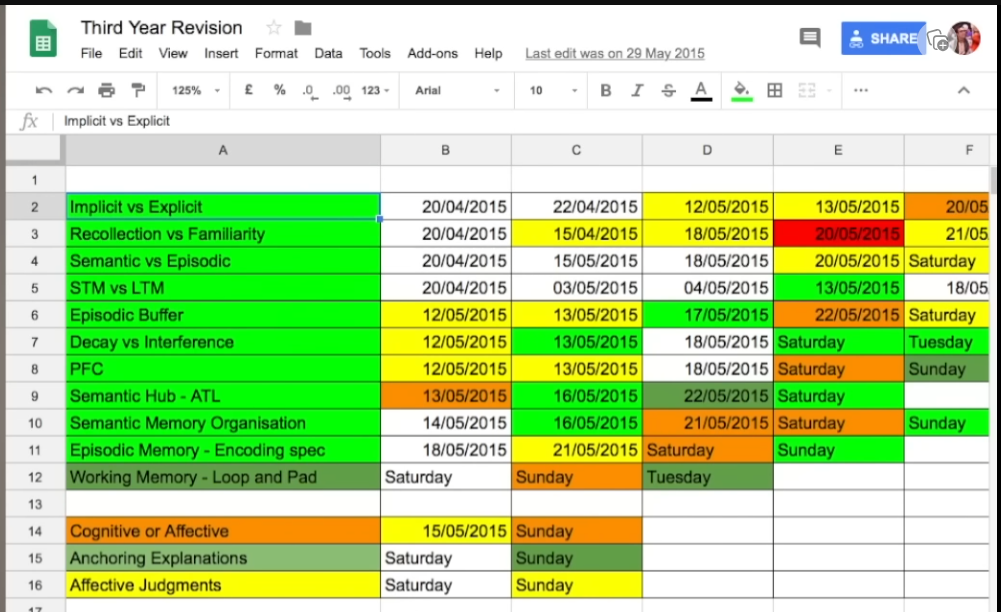 Third Year Revision
File Edit View Insert Format Data Tools Add-ons Help Last edit was on 29 May 2015
SHARE
125% £ % .0 .00 123 Arial 10 B I S A
fx Implicit vs Explicit
A B C D E F
1
2 Implicit vs Explicit 20/04/2015 22/04/2015 12/05/2015 13/05/2015 20/05
3 Recollection vs Familiarity 20/04/2015 15/04/2015 18/05/2015 20/05/2015 21/05
4 Semantic vs Episodic 20/04/2015 15/05/2015 18/05/2015 20/05/2015 Saturday
5 STM vs LTM 20/04/2015 03/05/2015 04/05/2015 13/05/2015 18/05
6 Episodic Buffer 12/05/2015 13/05/2015 17/05/2015 22/05/2015 Saturday
7 Decay vs Interference 12/05/2015 13/05/2015 18/05/2015 Saturday Tuesday
8 PFC 12/05/2015 13/05/2015 18/05/2015 Saturday Sunday
9 Semantic Hub - ATL 13/05/2015 16/05/2015 22/05/2015 Saturday
10 Semantic Memory Organisation 14/05/2015 16/05/2015 21/05/2015 Saturday Sunday
11 Episodic Memory - Encoding spec 18/05/2015 21/05/2015 Saturday Sunday
12 Working Memory - Loop and Pad Saturday Sunday Tuesday
13
14 Cognitive or Affective 15/05/2015 Sunday
15 Anchoring Explanations Saturday Sunday
16 Affective Judgments Saturday Sunday
17